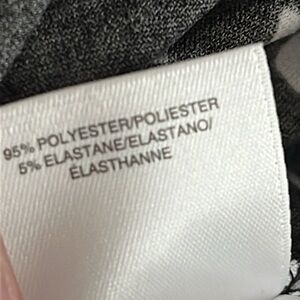 95% POLYESTER/POLIESTER
5% ELASTANE/ELASTANO/
ÉLASTHANNE